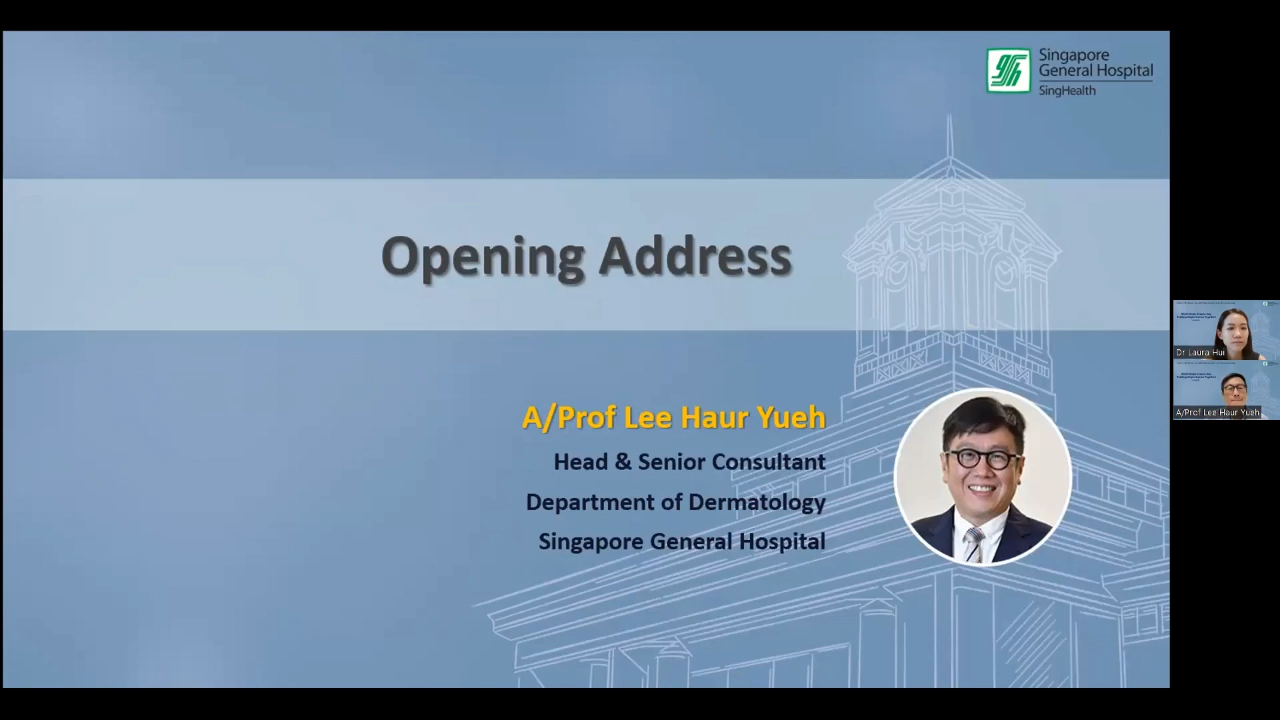 Singapore
General Hospital
SingHealth
Opening Address
A/Prof Lee Haur Yueh
Head & Senior Consultant
Department of Dermatology
Singapore General Hospital
Dr Laura Hui
A/Prof Lee Haur Yueh